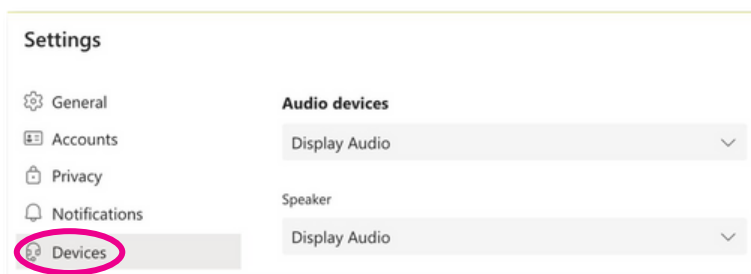 Settings
General
Accounts
Privacy
Notifications
Devices
Audio devices
Display Audio
Speaker
Display Audio